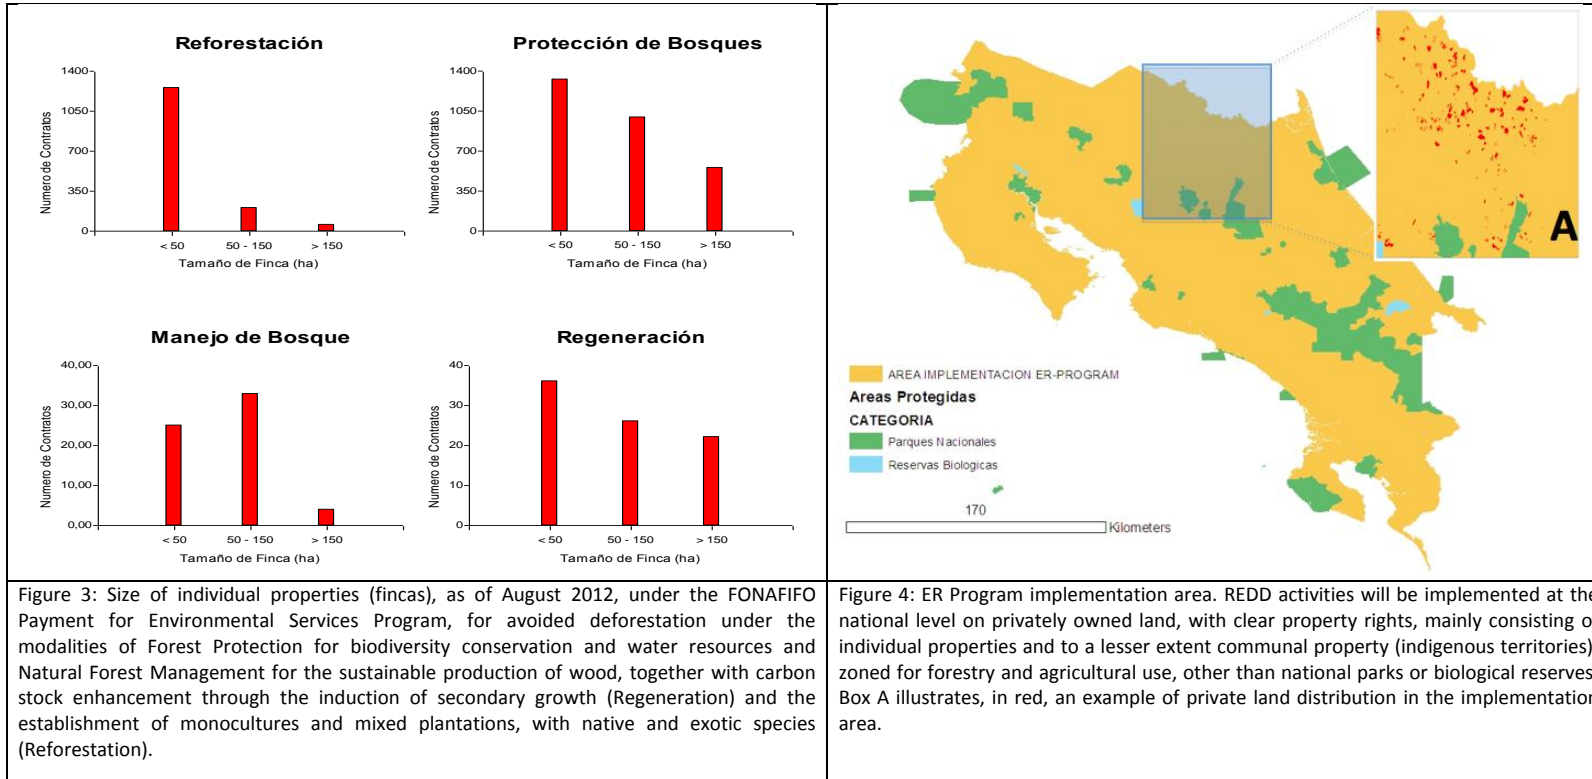 Reforestación
1400
1050
700
350
0
Numero de Contratos
< 50 50 - 150 > 150
Tamaño de Finca (ha)
Protección de Bosques
1400
1050
700
350
0
Numero de Contratos
< 50 50 - 150 > 150
Tamaño de Finca (ha)
Manejo de Bosque
40,00
30,00
20,00
10,00
0,00
Numero de Contratos
< 50 50 - 150 > 150
Tamaño de Finca (ha)
Regeneración
40
30
20
10
0
Numero de Contratos
< 50 50 - 150 > 150
Tamaño de Finca (ha)
Figure 3: Size of individual properties (fincas), as of August 2012, under the FONAFIFO
Payment for Environmental Services Program, for avoided deforestation under the
modalities of Forest Protection for biodiversity conservation and water resources and
Natural Forest Management for the sustainable production of wood, together with carbon
stock enhancement through the induction of secondary growth (Regeneration) and the
establishment of monocultures and mixed plantations, with native and exotic species
(Reforestation).
A
AREA IMPLEMENTACION ER-PROGRAM
Areas Protegidas
CATEGORIA
Parques Nacionales
Reservas Biologicas
170
Kilometers
Figure 4: ER Program implementation area. REDD activities will be implemented at the
national level on privately owned land, with clear property rights, mainly consisting o
individual properties and to a lesser extent communal property (indigenous territories)
zoned for forestry and agricultural use, other than national parks or biological reserves
Box A illustrates, in red, an example of private land distribution in the implementation
area.